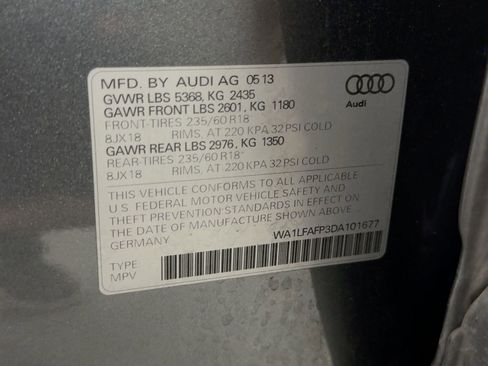 MFD. BY AUDI AG 05 13
GVWR LBS 5368, KG 2435
GAWR FRONT LBS 2601, KG 1180
FRONT-TIRES 235/60 R18
8JX18 RIMS, AT 220 KPA 32 PSI COLD
GAWR REAR LBS 2976, KG 1350
REAR-TIRES 235/60 R18
8JX18 RIMS, AT 220 KPA 32 PSI COLD
THIS VEHICLE CONFORMS TO ALL APPLICABLE
U.S. FEDERAL MOTOR VEHICLE SAFETY AND
THEFT PREVENTION STANDARDS IN EFFECT ON
THE DATE OF MANUFACTURE SHOWN ABOVE.
GERMANY
WA1LFAFP3DA101677
TYPE
MPV
Audi